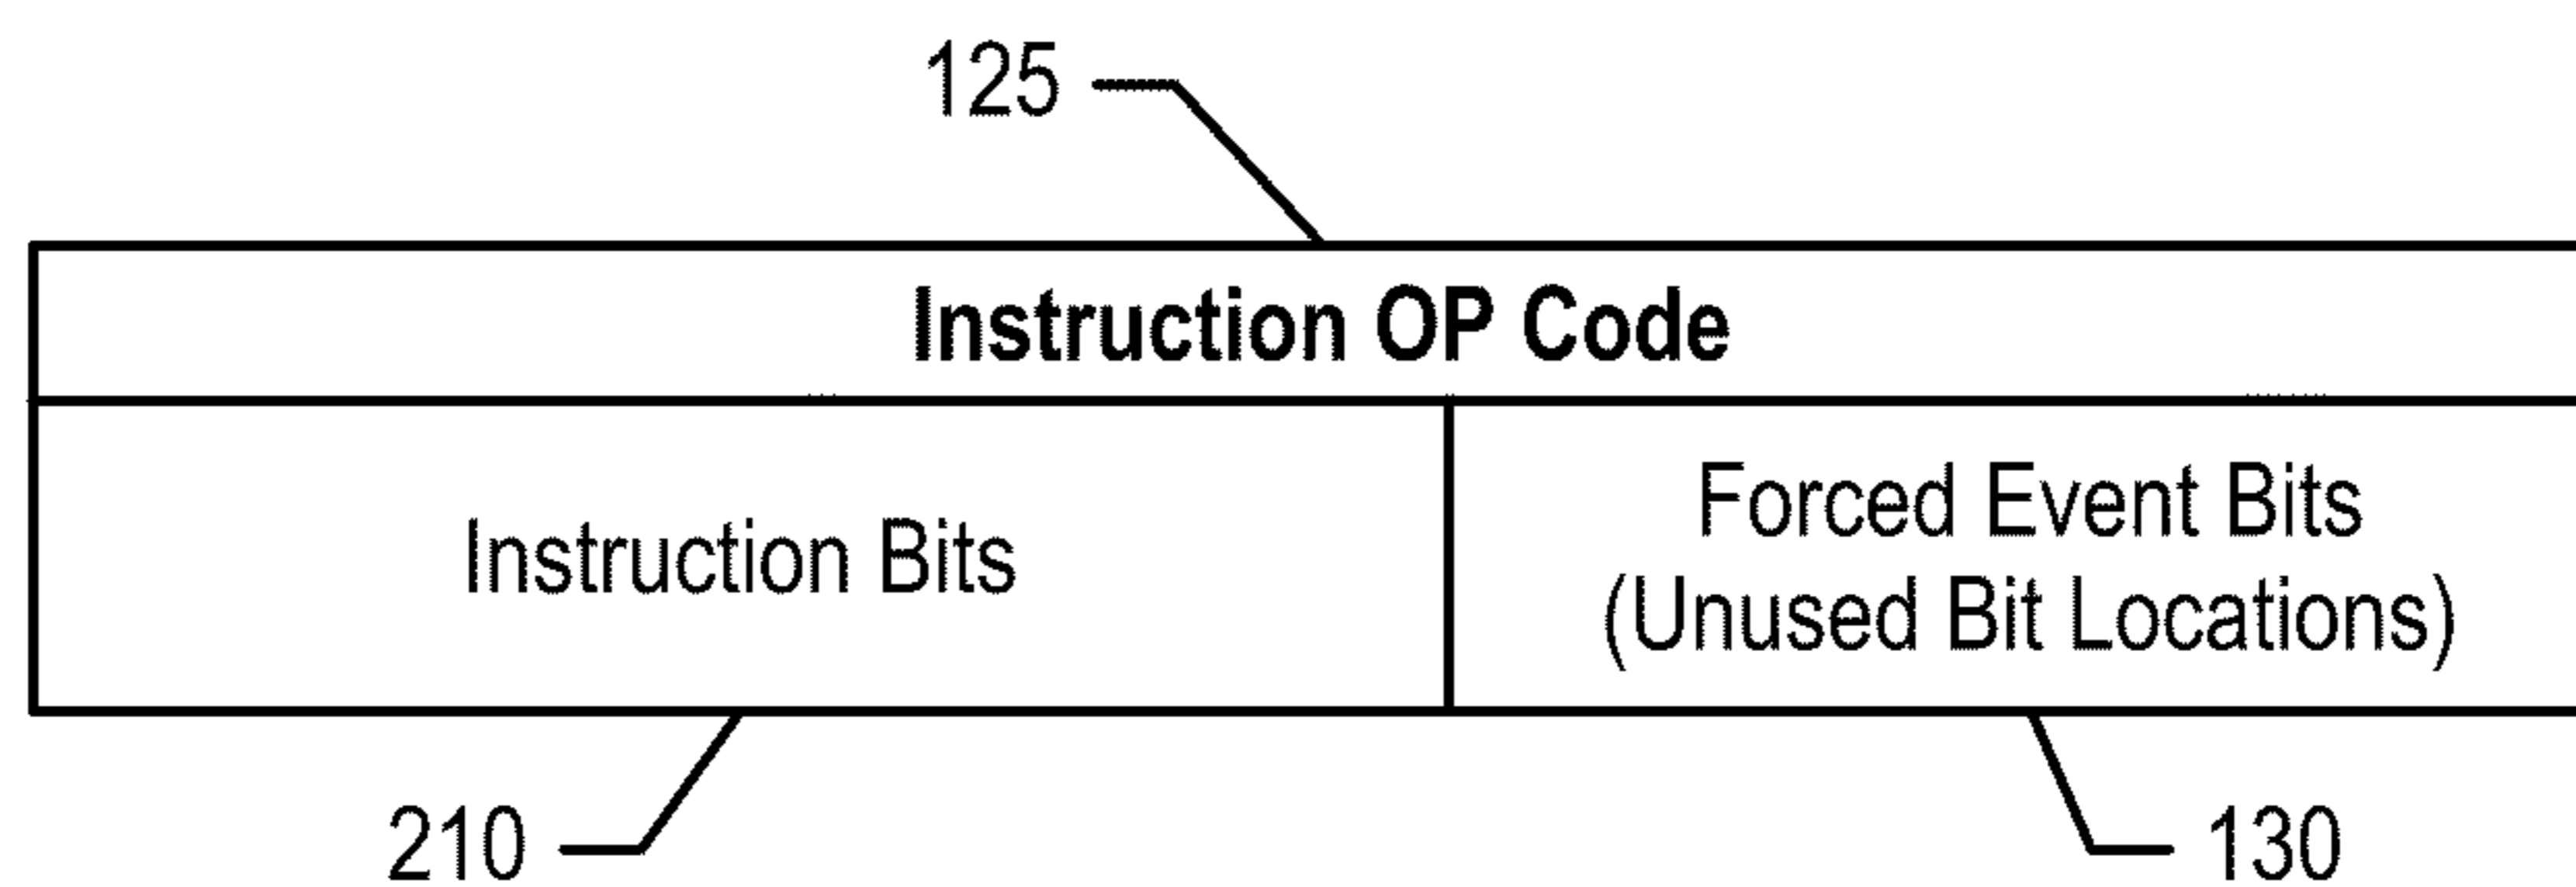 125
Instruction OP Code
Instruction Bits
Forced Event Bits
(Unused Bit Locations)
210
130